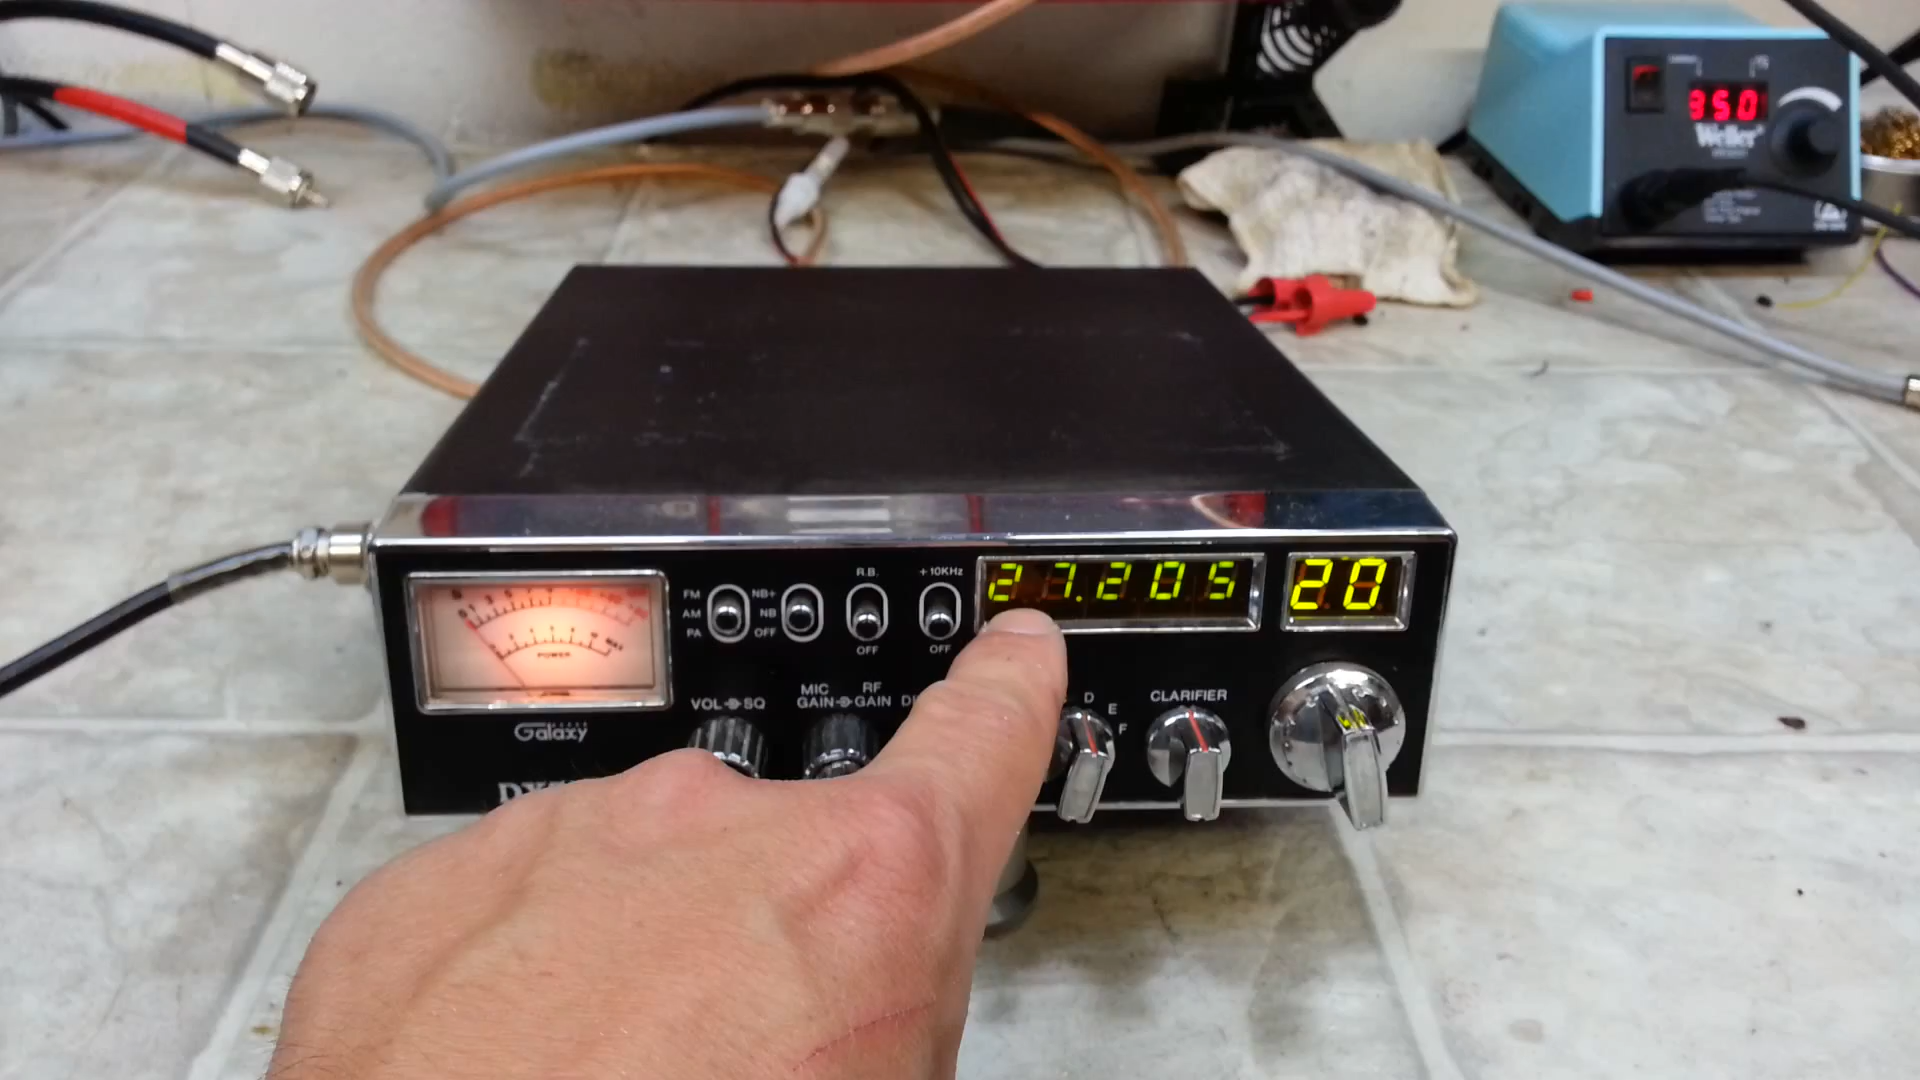 350
Weller
R.B.
+10KHz
FM
AM
PA
NB+
NB
OFF
OFF
OFF
27.205
20
POWER
VOL SQ
MIC GAIN RF GAIN
D
E
F
CLARIFIER
SUPER
Galaxy